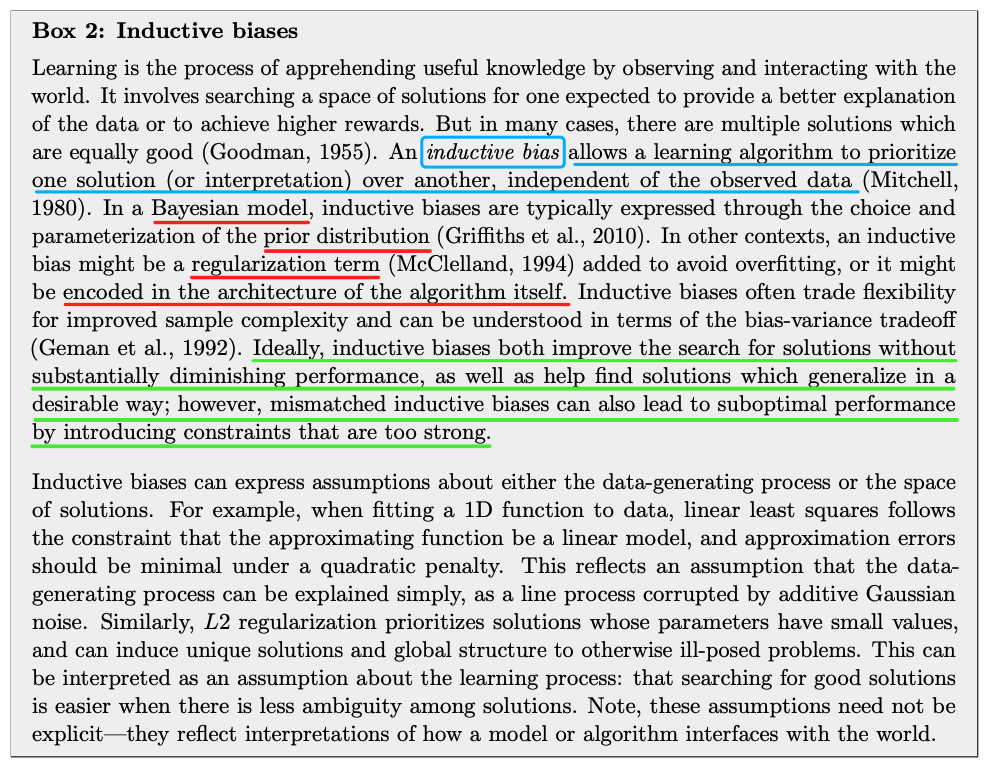 Box 2: Inductive biases
Learning is the process of apprehending useful knowledge by observing and interacting with the
world. It involves searching a space of solutions for one expected to provide a better explanation
of the data or to achieve higher rewards. But in many cases, there are multiple solutions which
are equally good (Goodman, 1955). An inductive bias allows a learning algorithm to prioritize
one solution (or interpretation) over another, independent of the observed data (Mitchell,
1980). In a Bayesian model, inductive biases are typically expressed through the choice and
parameterization of the prior distribution (Griffiths et al., 2010). In other contexts, an inductive
bias might be a regularization term (McClelland, 1994) added to avoid overfitting, or it might
be encoded in the architecture of the algorithm itself. Inductive biases often trade flexibility
for improved sample complexity and can be understood in terms of the bias-variance tradeoff
(Geman et al., 1992). Ideally, inductive biases both improve the search for solutions without
substantially diminishing performance, as well as help find solutions which generalize in a
desirable way; however, mismatched inductive biases can also lead to suboptimal performance
by introducing constraints that are too strong.
Inductive biases can express assumptions about either the data-generating process or the space
of solutions. For example, when fitting a 1D function to data, linear least squares follows
the constraint that the approximating function be a linear model, and approximation errors
should be minimal under a quadratic penalty. This reflects an assumption that the data-
generating process can be explained simply, as a line process corrupted by additive Gaussian
noise. Similarly, L2 regularization prioritizes solutions whose parameters have small values,
and can induce unique solutions and global structure to otherwise ill-posed problems. This can
be interpreted as an assumption about the learning process: that searching for good solutions
is easier when there is less ambiguity among solutions. Note, these assumptions need not be
explicit—they reflect interpretations of how a model or algorithm interfaces with the world.